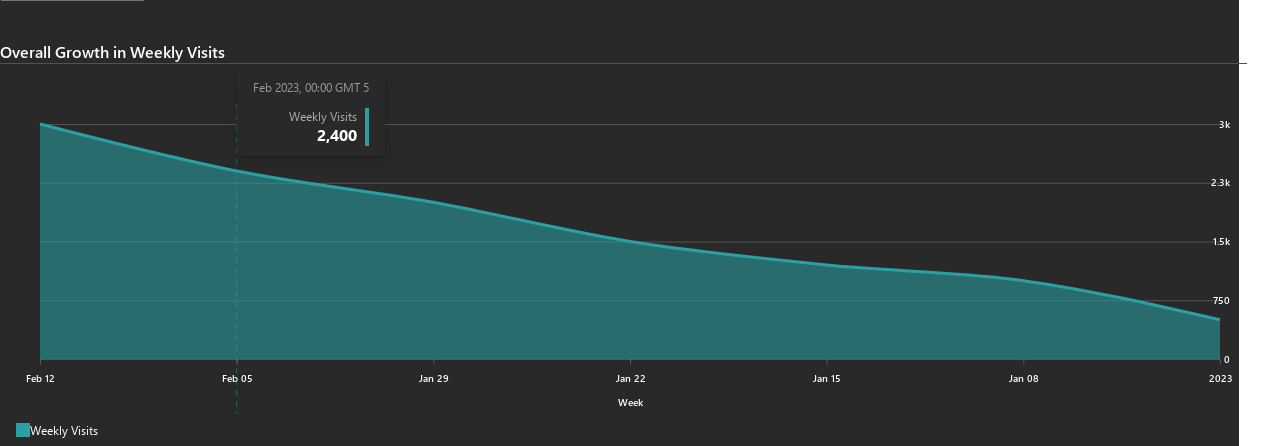 Overall Growth in Weekly Visits
Feb 2023, 00:00 GMT 5
Weekly Visits
2,400
3k
2.3k
1.5k
750
0
Feb 12 Feb 05 Jan 29 Jan 22 Jan 15 Jan 08 2023
Week
Weekly Visits